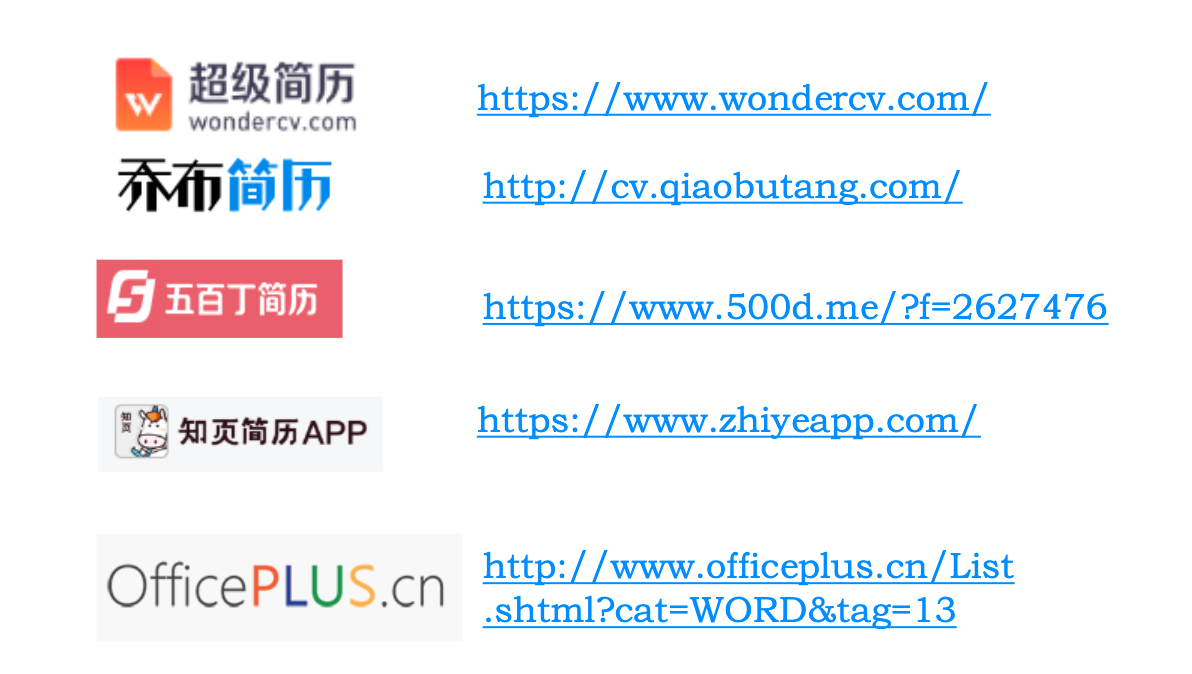 超级简历
wondercv.com
https://www.wondercv.com/
乔布简历
http://cv.qiaobutang.com/
五百丁简历
https://www.500d.me/?f=2627476
知页
知页简历APP
https://www.zhiyeapp.com/
OfficePLUS.cn
http://www.officeplus.cn/List
.shtml?cat=WORD&tag=13